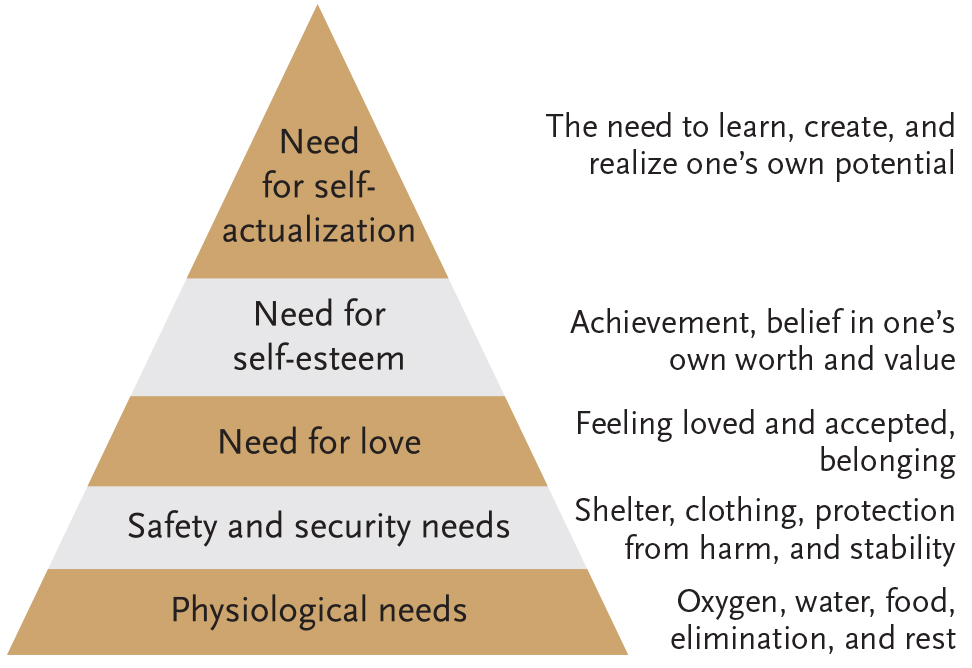 Need
for self-
actualization
The need to learn, create, and
realize one’s own potential
Need for
self-esteem
Achievement, belief in one’s
own worth and value
Need for love
Feeling loved and accepted,
belonging
Safety and security needs
Shelter, clothing, protection
from harm, and stability
Physiological needs
Oxygen, water, food,
elimination, and rest